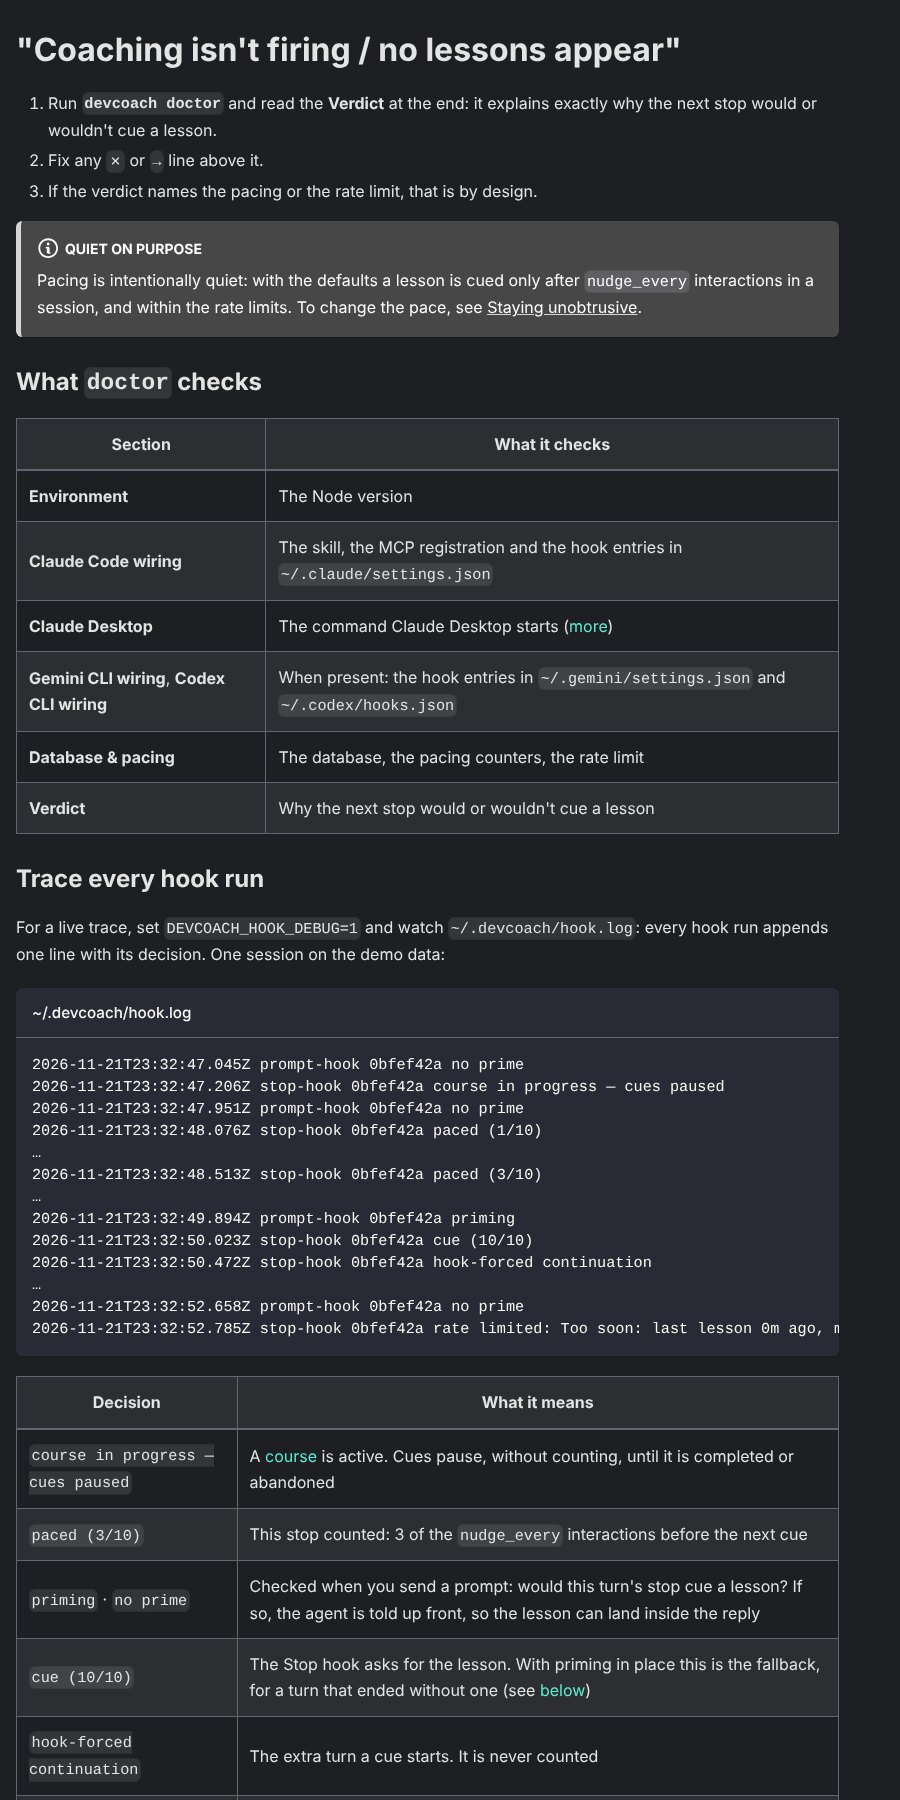 "Coaching isn't firing / no lessons appear"
1. Run devcoach doctor and read the Verdict at the end: it explains exactly why the next stop would or
wouldn't cue a lesson.
2. Fix any × or → line above it.
3. If the verdict names the pacing or the rate limit, that is by design.
QUIET ON PURPOSE
Pacing is intentionally quiet: with the defaults a lesson is cued only after nudge_every interactions in a
session, and within the rate limits. To change the pace, see Staying unobtrusive.
What doctor checks
Section What it checks
Environment The Node version
Claude Code wiring The skill, the MCP registration and the hook entries in
~/.claude/settings.json
Claude Desktop The command Claude Desktop starts (more)
Gemini CLI wiring, Codex
CLI wiring
When present: the hook entries in ~/.gemini/settings.json and
~/.codex/hooks.json
Database & pacing The database, the pacing counters, the rate limit
Verdict Why the next stop would or wouldn't cue a lesson
Trace every hook run
For a live trace, set DEVCOACH_HOOK_DEBUG=1 and watch ~/.devcoach/hook.log: every hook run appends
one line with its decision. One session on the demo data:
~/.devcoach/hook.log
2026-11-21T23:32:47.045Z prompt-hook 0bfef42a no prime
2026-11-21T23:32:47.206Z stop-hook 0bfef42a course in progress — cues paused
2026-11-21T23:32:47.951Z prompt-hook 0bfef42a no prime
2026-11-21T23:32:48.076Z stop-hook 0bfef42a paced (1/10)
…
2026-11-21T23:32:48.513Z stop-hook 0bfef42a paced (3/10)
…
2026-11-21T23:32:49.894Z prompt-hook 0bfef42a priming
2026-11-21T23:32:50.023Z stop-hook 0bfef42a cue (10/10)
2026-11-21T23:32:50.472Z stop-hook 0bfef42a hook-forced continuation
…
2026-11-21T23:32:52.658Z prompt-hook 0bfef42a no prime
2026-11-21T23:32:52.785Z stop-hook 0bfef42a rate limited: Too soon: last lesson 0m ago,
Decision What it means
course in progress —
cues paused
A course is active. Cues pause, without counting, until it is completed or
abandoned
paced (3/10) This stop counted: 3 of the nudge_every interactions before the next cue
priming · no prime
Checked when you send a prompt: would this turn's stop cue a lesson? If
so, the agent is told up front, so the lesson can land inside the reply
cue (10/10)
The Stop hook asks for the lesson. With priming in place this is the fallback,
for a turn that ended without one (see below)
hook-forced
continuation
The extra turn a cue starts. It is never counted